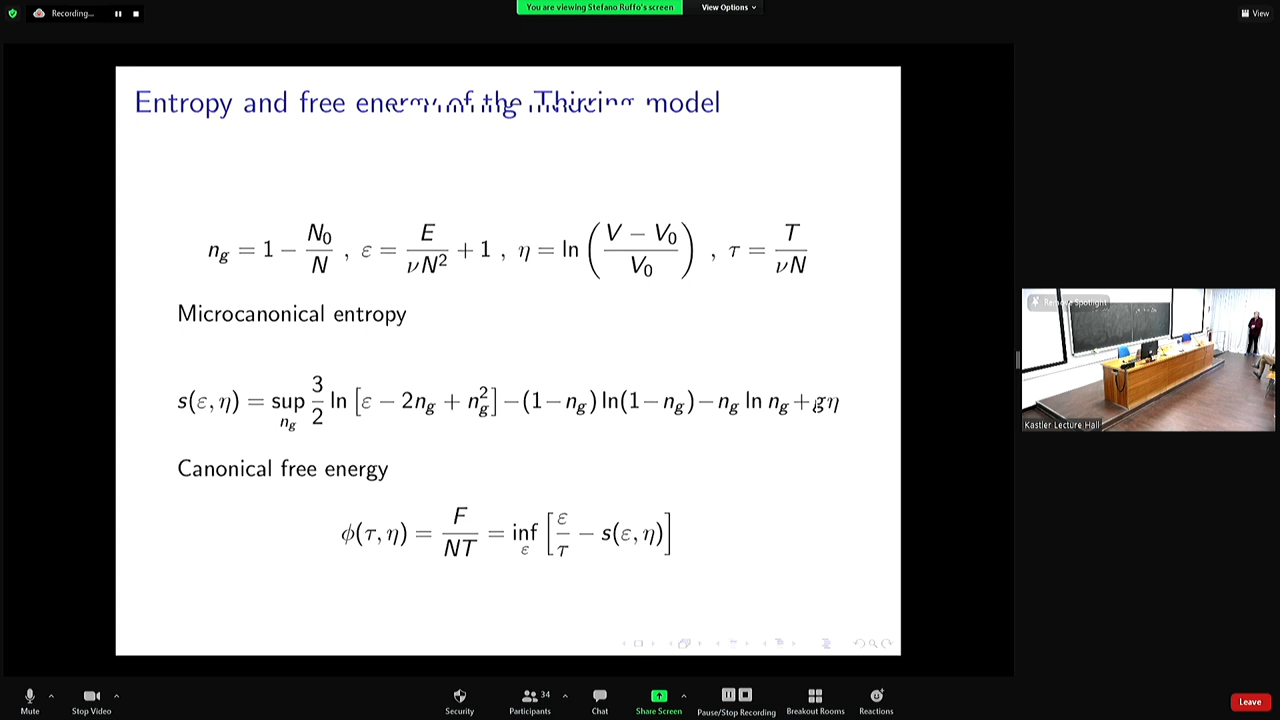 Recording...
You are viewing Stefano Ruffo's screen
View Options
View
Entropy and free energy of the Thirring model
n_g = 1 − N_0/N , ε = E/(νN^2) + 1 , η = ln((V − V_0)/V_0) , τ = T/(νN)
Microcanonical entropy
s(ε, η) = sup_{n_g} 3/2 ln [ε − 2n_g + n_g^2] − (1−n_g) ln(1−n_g) − n_g ln n_g +
Canonical free energy
ϕ(τ, η) = F/(NT) = inf_ε [ε/τ − s(ε, η)]
Remove Spotlight
Kastler Lecture Hall
Mute
Stop Video
Security
Participants
34
Chat
Share Screen
Pause/Stop Recording
Breakout Rooms
Reactions
Leave